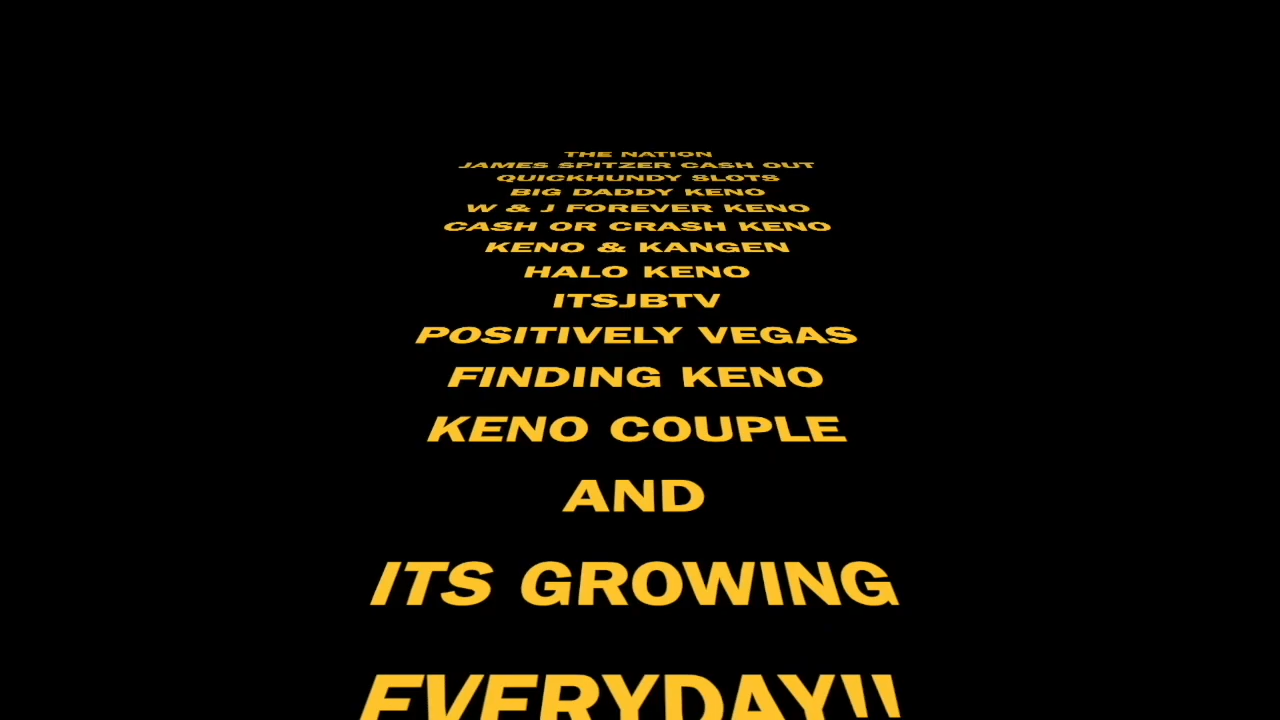 THE NATION
JAMES SPITZER CASH OUT
QUICKHUNDY SLOTS
BIG DADDY KENO
W & J FOREVER KENO
CASH OR CRASH KENO
KENO & KANGEN
HALO KENO
ITSJBTV
POSITIVELY VEGAS
FINDING KENO
KENO COUPLE
AND
ITS GROWING
EVERYDAY!!